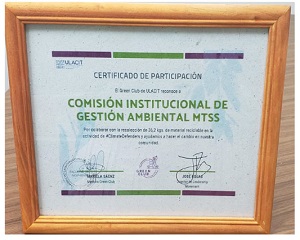 ULACIT
CERTIFICADO DE PARTICIPACIÓN
El Green Club de ULACIT reconoce a
COMISIÓN INSTITUCIONAL DE
GESTIÓN AMBIENTAL MTSS
Por colaborar con la recolección de kgs. de material reciclable en la
actividad de #ClimateDefenders y ayudarnos a hacer el cambio en nuestra
comunidad.
GREEN
CLUB